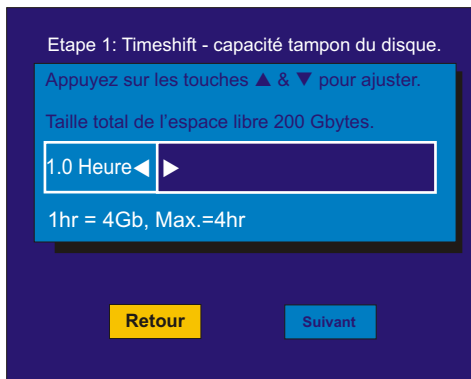 Etape 1: Timeshift - capacité tampon du disque.
Appuyez sur les touches ▲ & ▼ pour ajuster.
Taille total de l’espace libre 200 Gbytes.
1.0 Heure◀ ▶
1hr = 4Gb, Max.=4hr
Retour Suivant